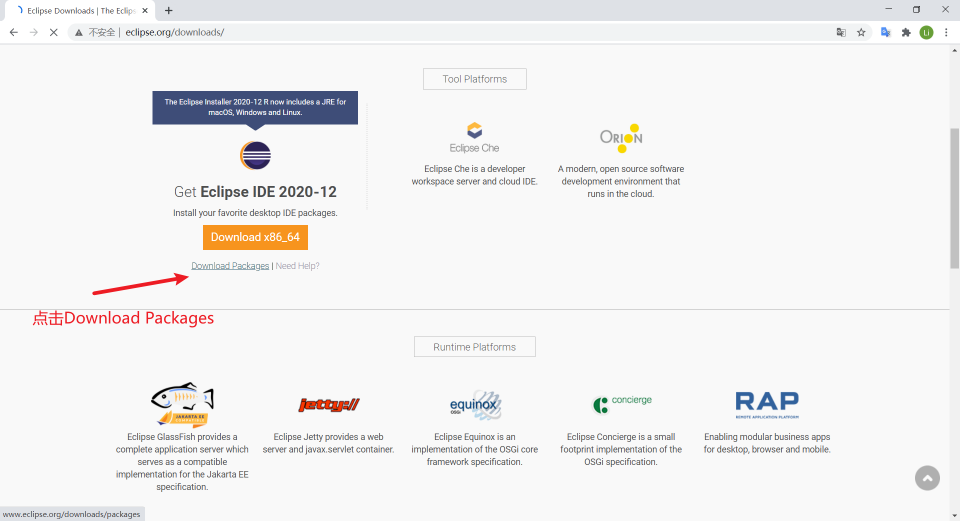 Eclipse Downloads | The Eclips
不安全 | eclipse.org/downloads/
Li
Tool Platforms
The Eclipse Installer 2020-12 R now includes a JRE for
macOS, Windows and Linux.
Get Eclipse IDE 2020-12
Install your favorite desktop IDE packages.
Download x86_64
Download Packages | Need Help?
Eclipse Che
Eclipse Che is a developer
workspace server and cloud IDE.
ORION
A modern, open source software
development environment that
runs in the cloud.
点击Download Packages
Runtime Platforms
JAKARTA EE
Eclipse GlassFish provides a
complete application server which
serves as a compatible
implementation for the Jakarta EE
specification.
jetty://
Eclipse Jetty provides a web
server and javax.servlet container.
equinox
OSGi
Eclipse Equinox is an
implementation of the OSGi core
framework specification.
concierge
Eclipse Concierge is a small
footprint implementation of the
OSGi specification.
RAP
REMOTE APPLICATION PLATFORM
Enabling modular business apps
for desktop, browser and mobile.
www.eclipse.org/downloads/packages